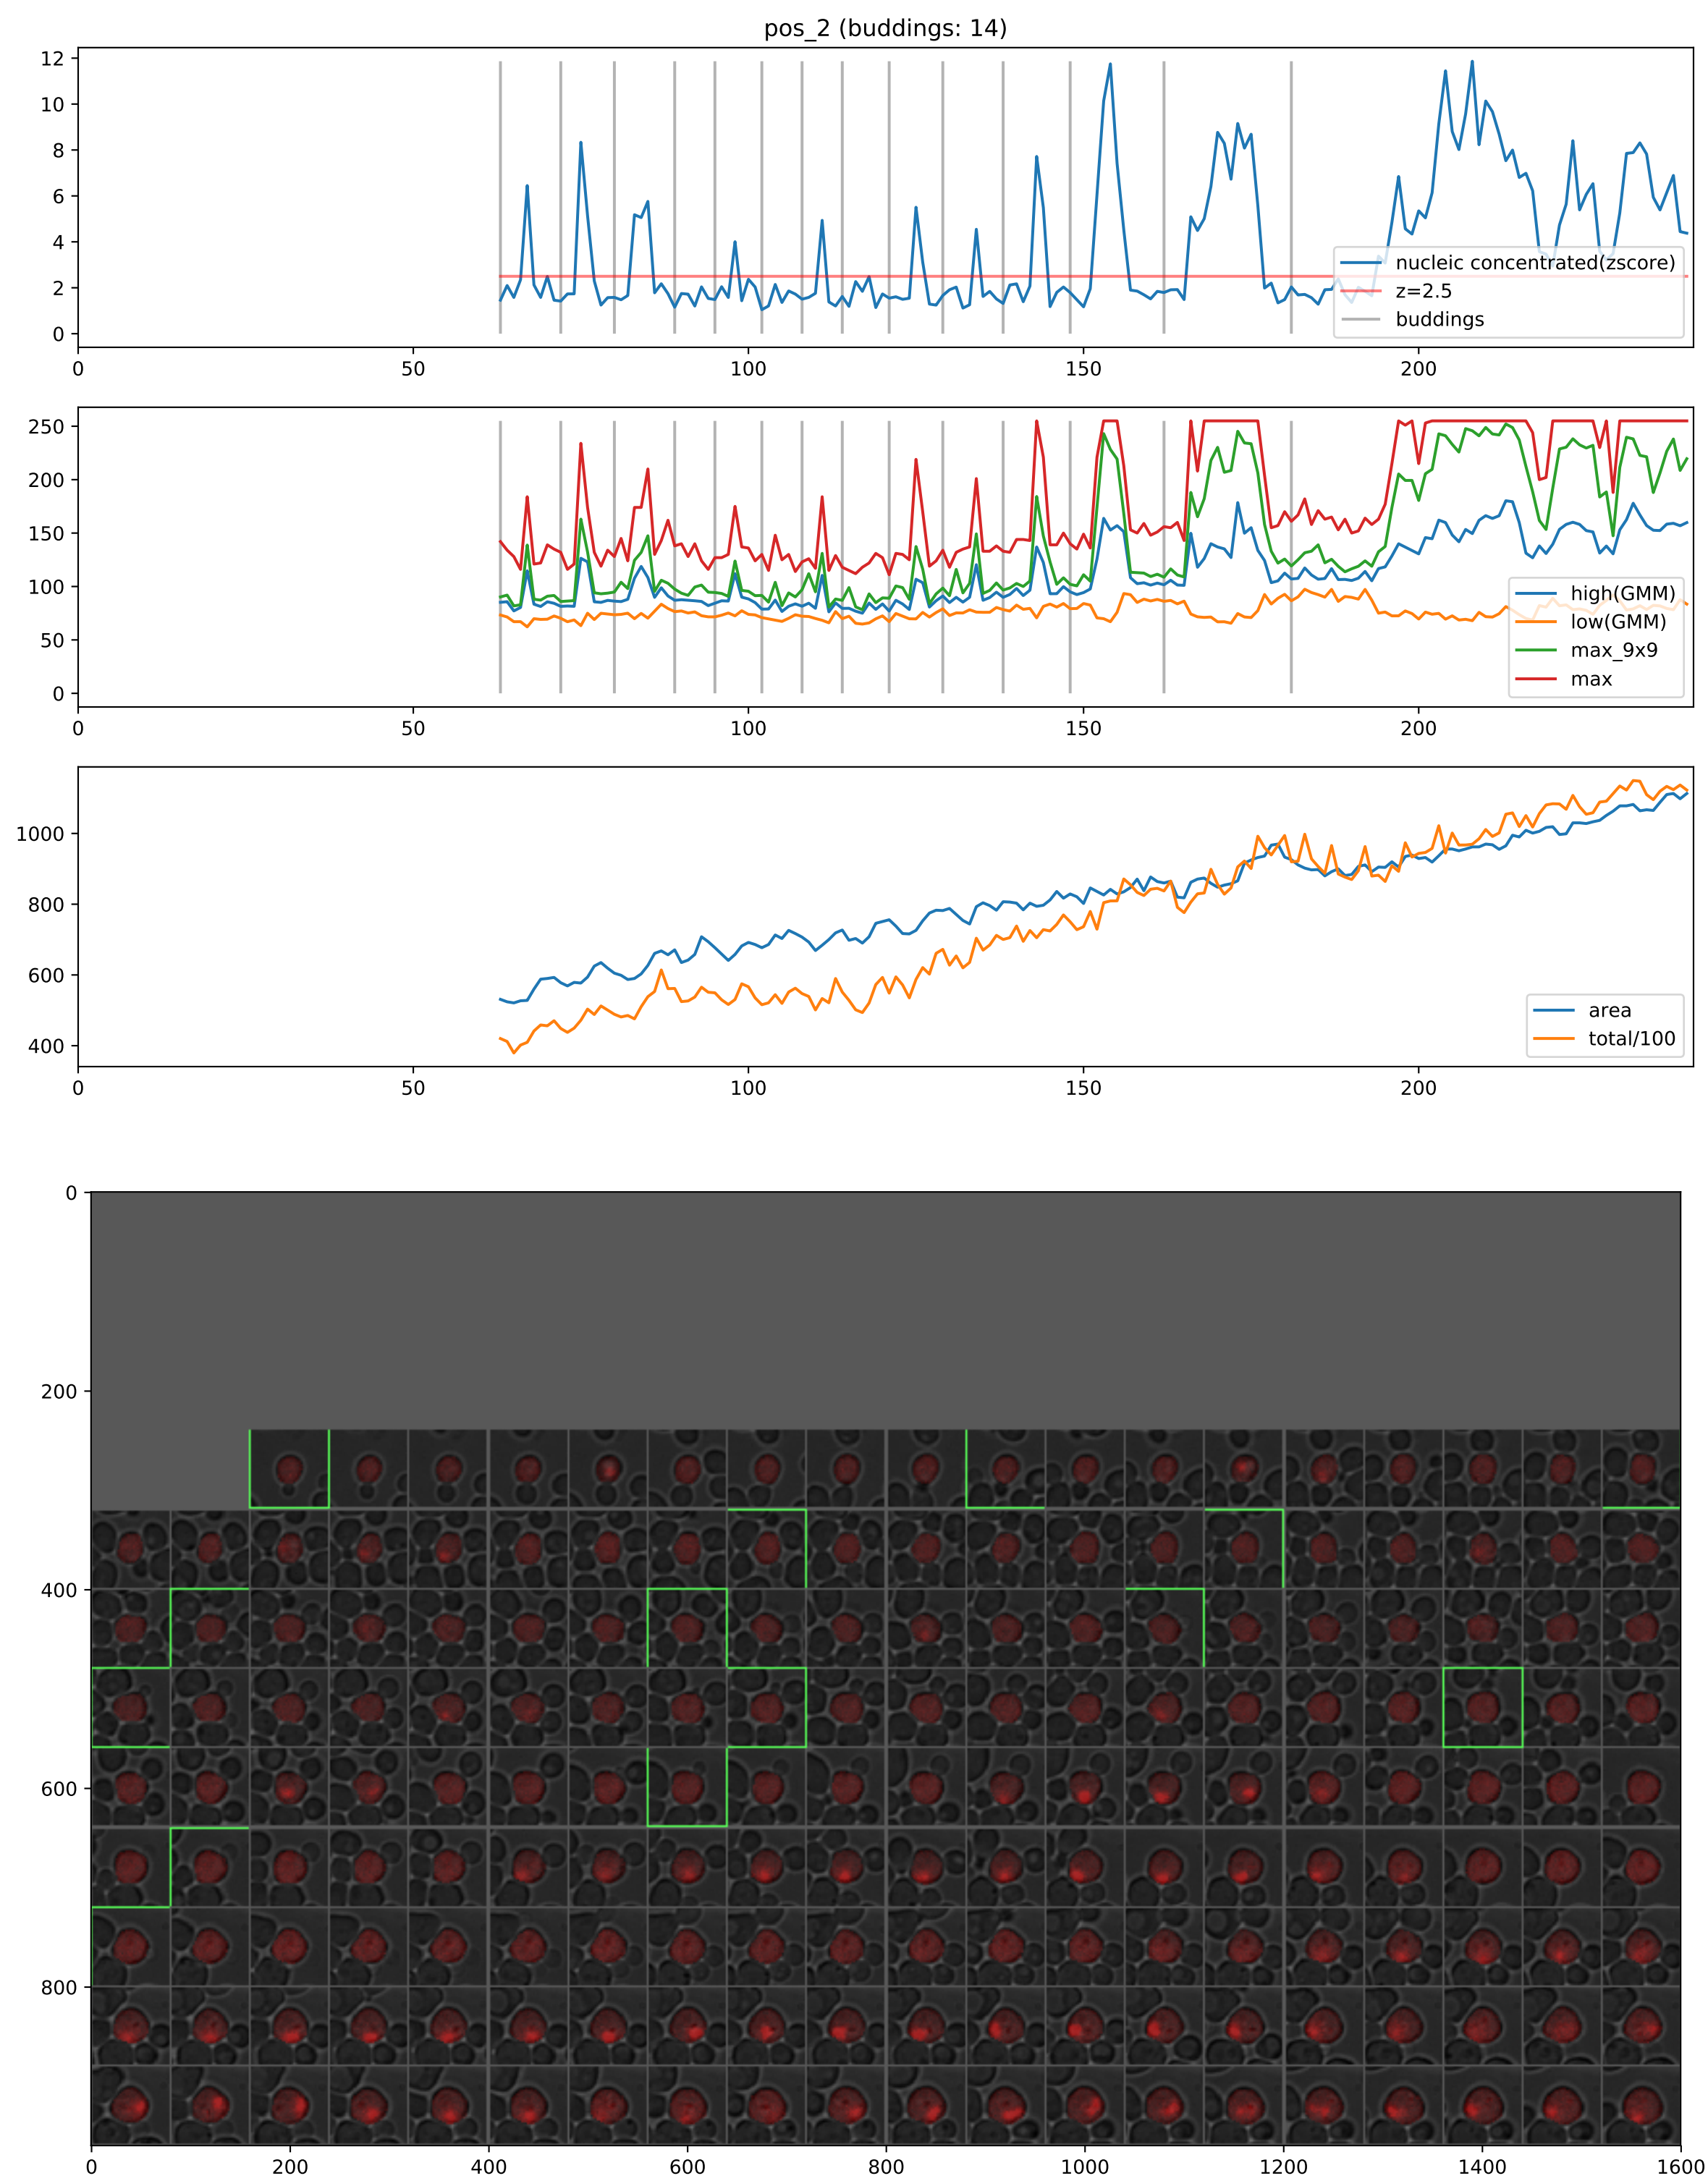 pos_2 (buddings: 14)
12
10
8
6
4
2
0
nucleic concentrated(zscore)
z=2.5
buddings
0 50 100 150 200
250
200
150
100
50
0
high(GMM)
low(GMM)
max_9x9
max
0 50 100 150 200
1000
800
600
400
area
total/100
0 50 100 150 200
0
200
400
600
800
0 200 400 600 800 1000 1200 1400 1600